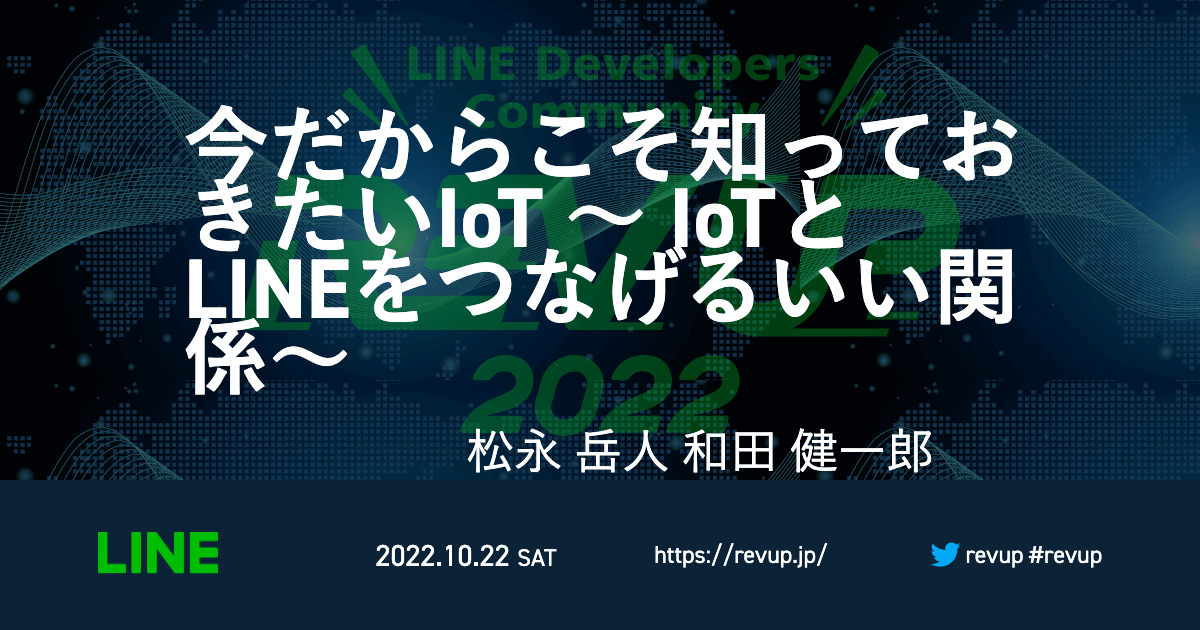 LINE Developers
Community
REV UP
2022
今だからこそ知ってお
きたいIoT ～ IoTと
LINEをつなげるいい関
係～
松永 岳人 和田 健一郎
LINE
2022.10.22 SAT
https://revup.jp/
revup #revup